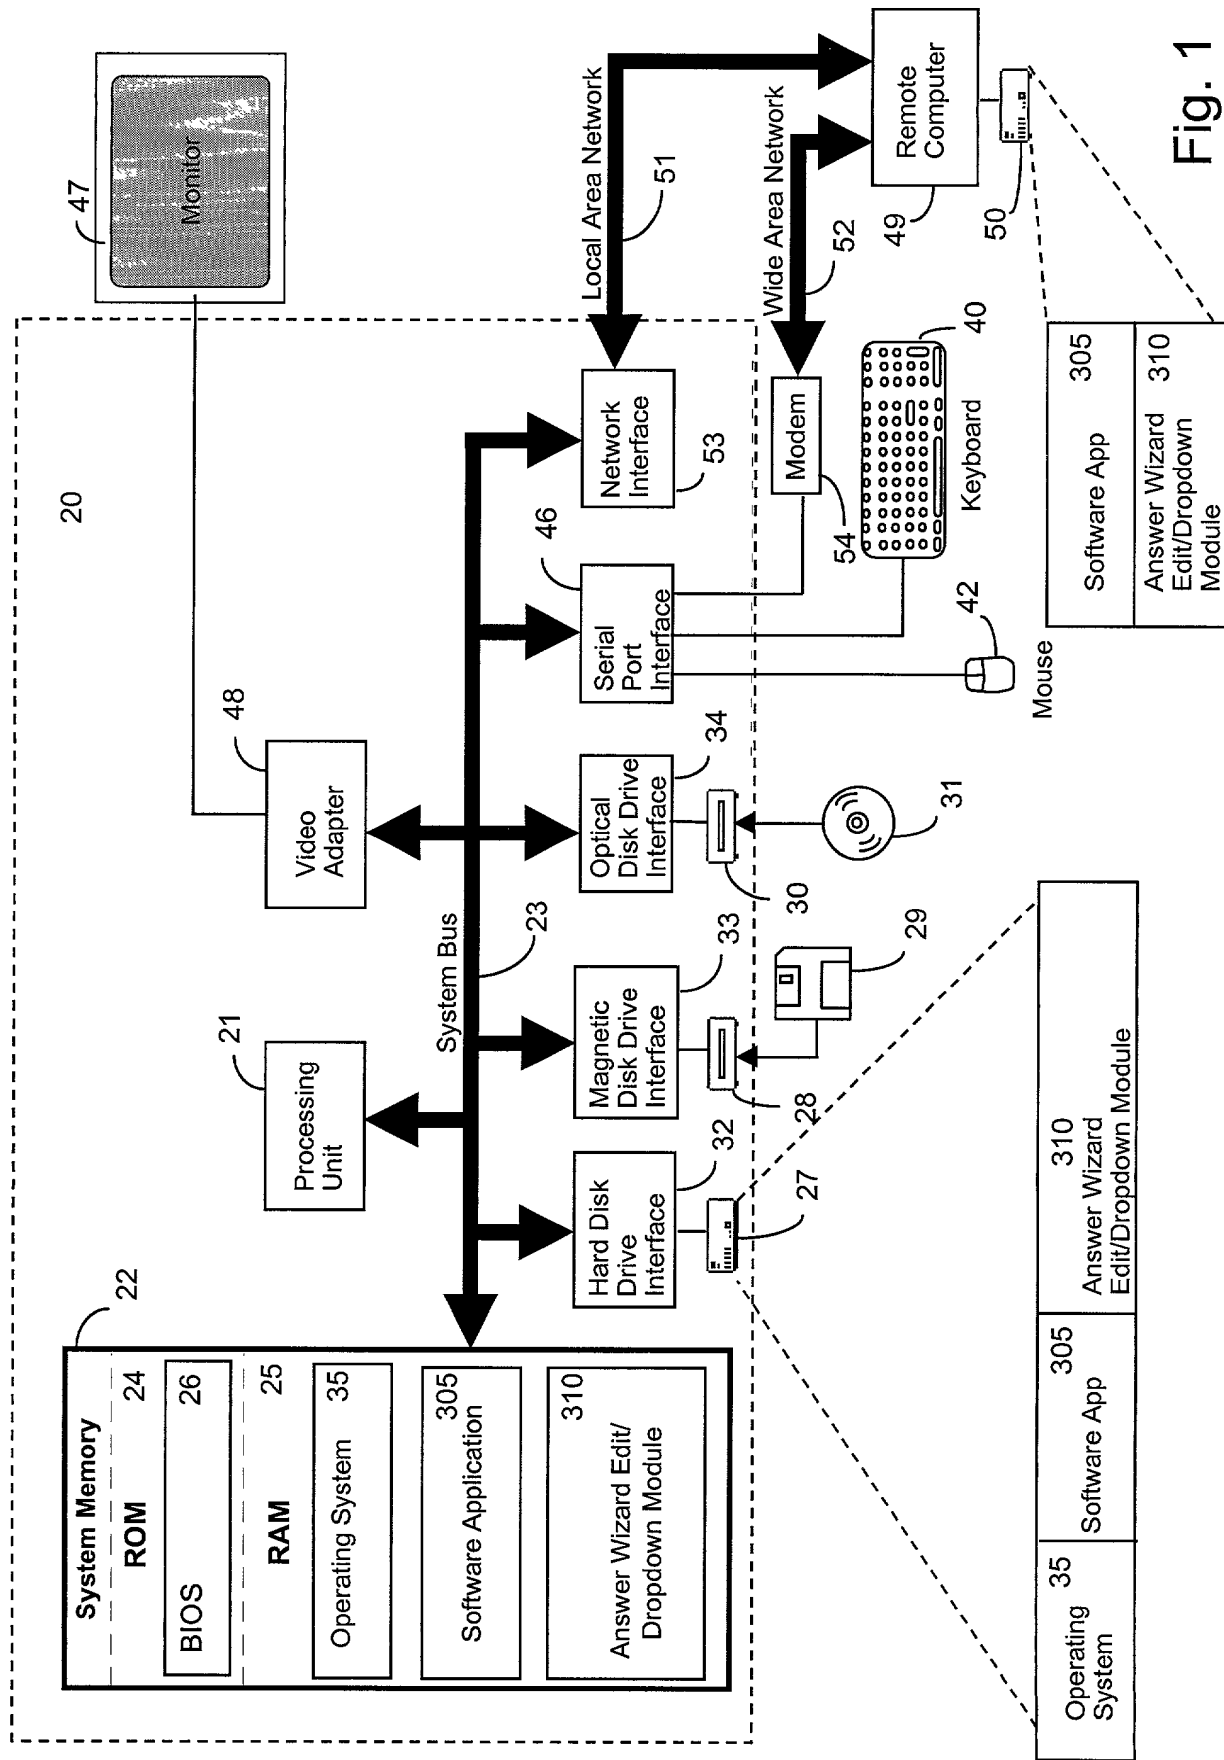 20
47
Monitor
System Memory
22
ROM
24
BIOS
26
RAM
25
Operating System
35
Software Application
305
310
Answer Wizard Edit/
Dropdown Module
21
Processing
Unit
48
Video
Adapter
System Bus
23
Hard Disk
Drive
Interface
32
Magnetic
Disk Drive
Interface
33
Optical
Disk Drive
Interface
34
Serial
Port
Interface
46
Network
Interface
53
27
28
29
30
31
Local Area Network
51
Wide Area Network
52
Modem
54
Keyboard
40
42
Mouse
Remote
Computer
49
50
Operating
System
35
Software App
305
310
Answer Wizard
Edit/Dropdown Module
Software App
305
Answer Wizard
Edit/Dropdown
Module
310
Fig. 1